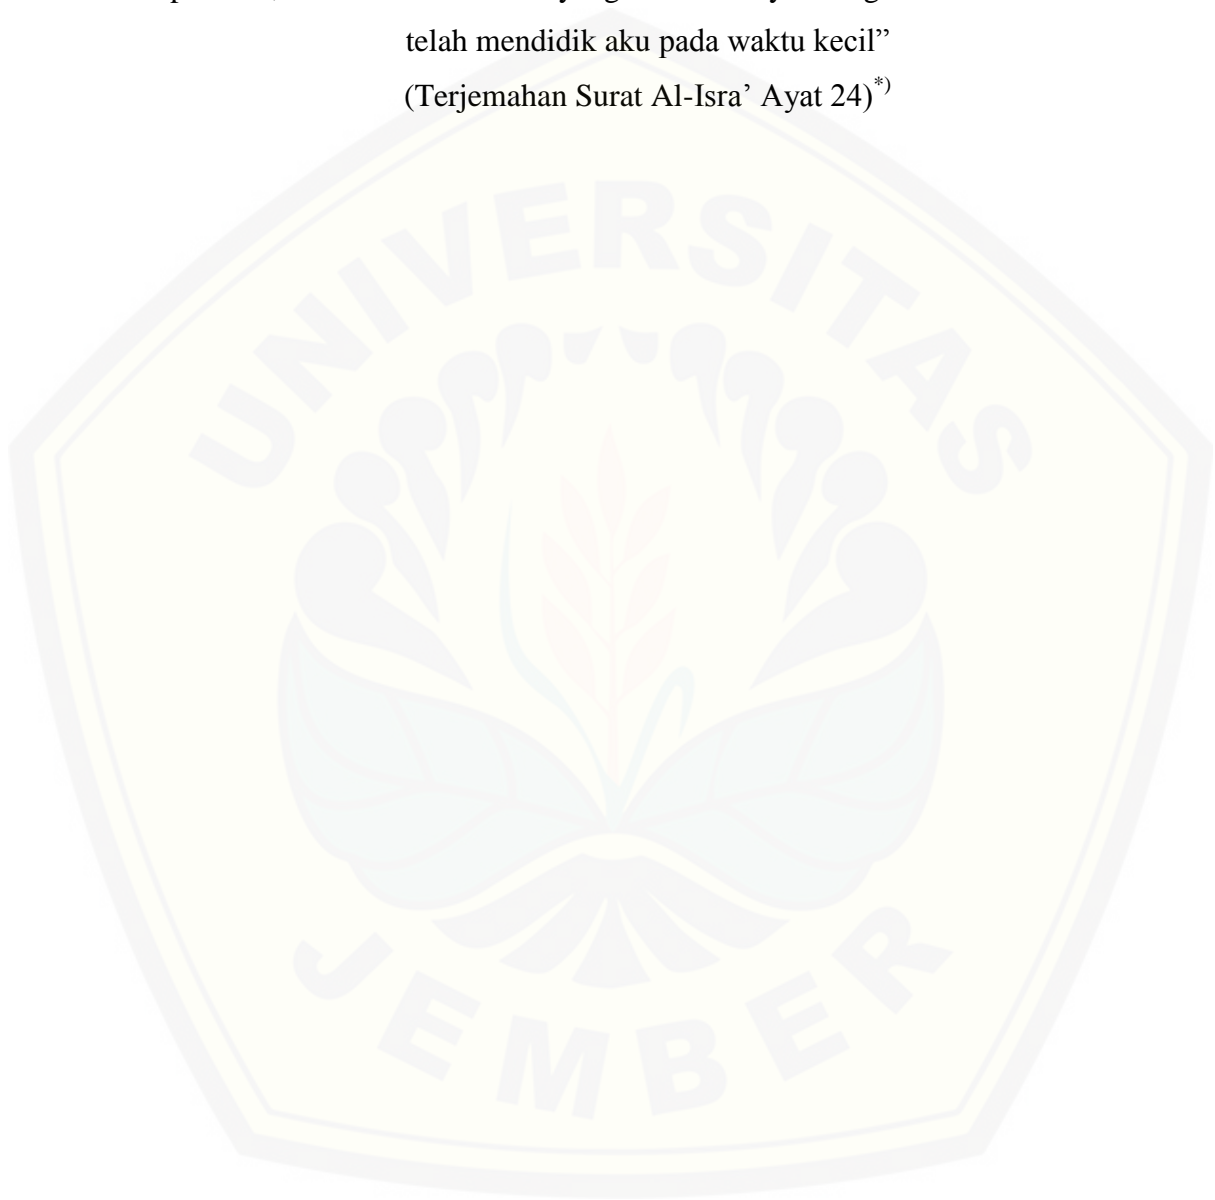 telah mendidik aku pada waktu kecil”
(Terjemahan Surat Al-Isra’ Ayat 24)*)
UNIVERSITAS
JEMBER